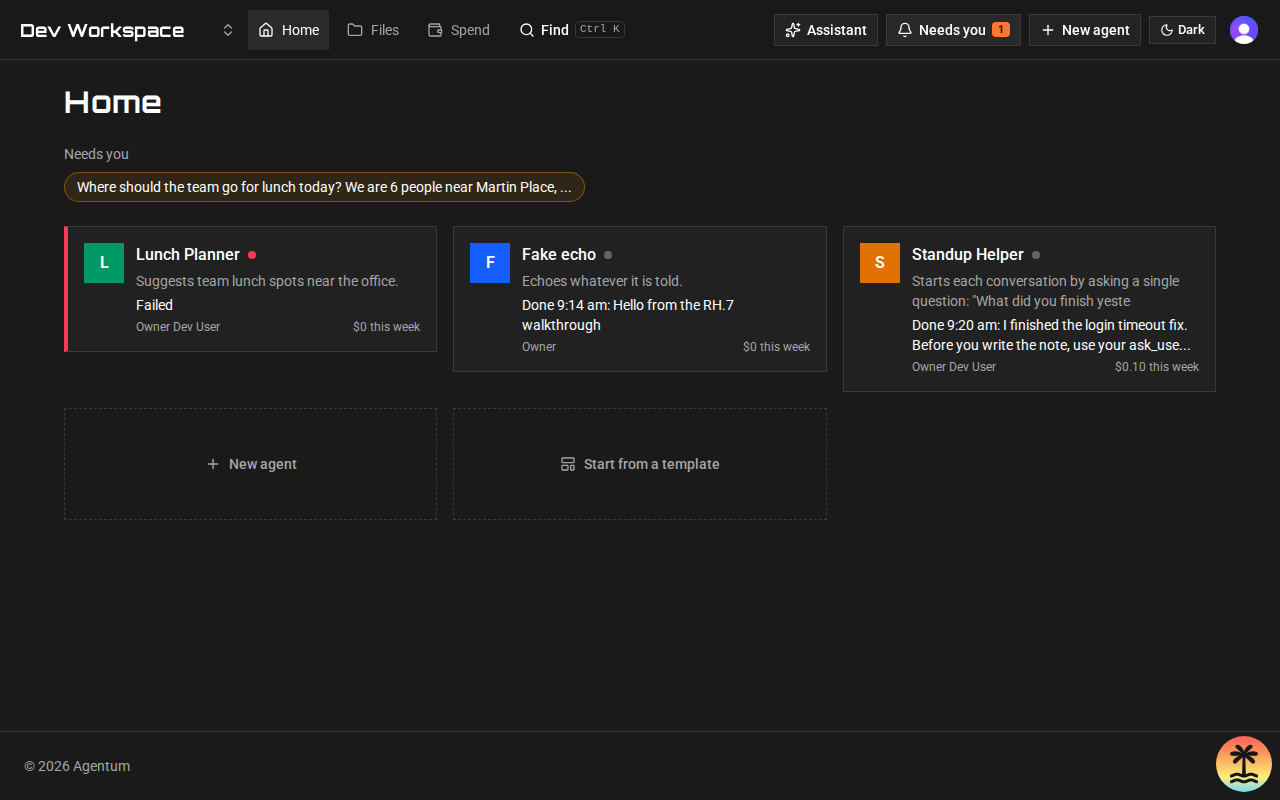 Dev Workspace
Home
Files
Spend
Find
Ctrl K
Assistant
Needs you
1
New agent
Dark
Home
Needs you
Where should the team go for lunch today? We are 6 people near Martin Place, ...
L
Lunch Planner
Suggests team lunch spots near the office.
Failed
Owner Dev User
$0 this week
F
Fake echo
Echoes whatever it is told.
Done 9:14 am: Hello from the RH.7
walkthrough
Owner
$0 this week
S
Standup Helper
Starts each conversation by asking a single
question: "What did you finish yeste
Done 9:20 am: I finished the login timeout fix.
Before you write the note, use your ask_use...
Owner Dev User
$0.10 this week
New agent
Start from a template
© 2026 Agentum